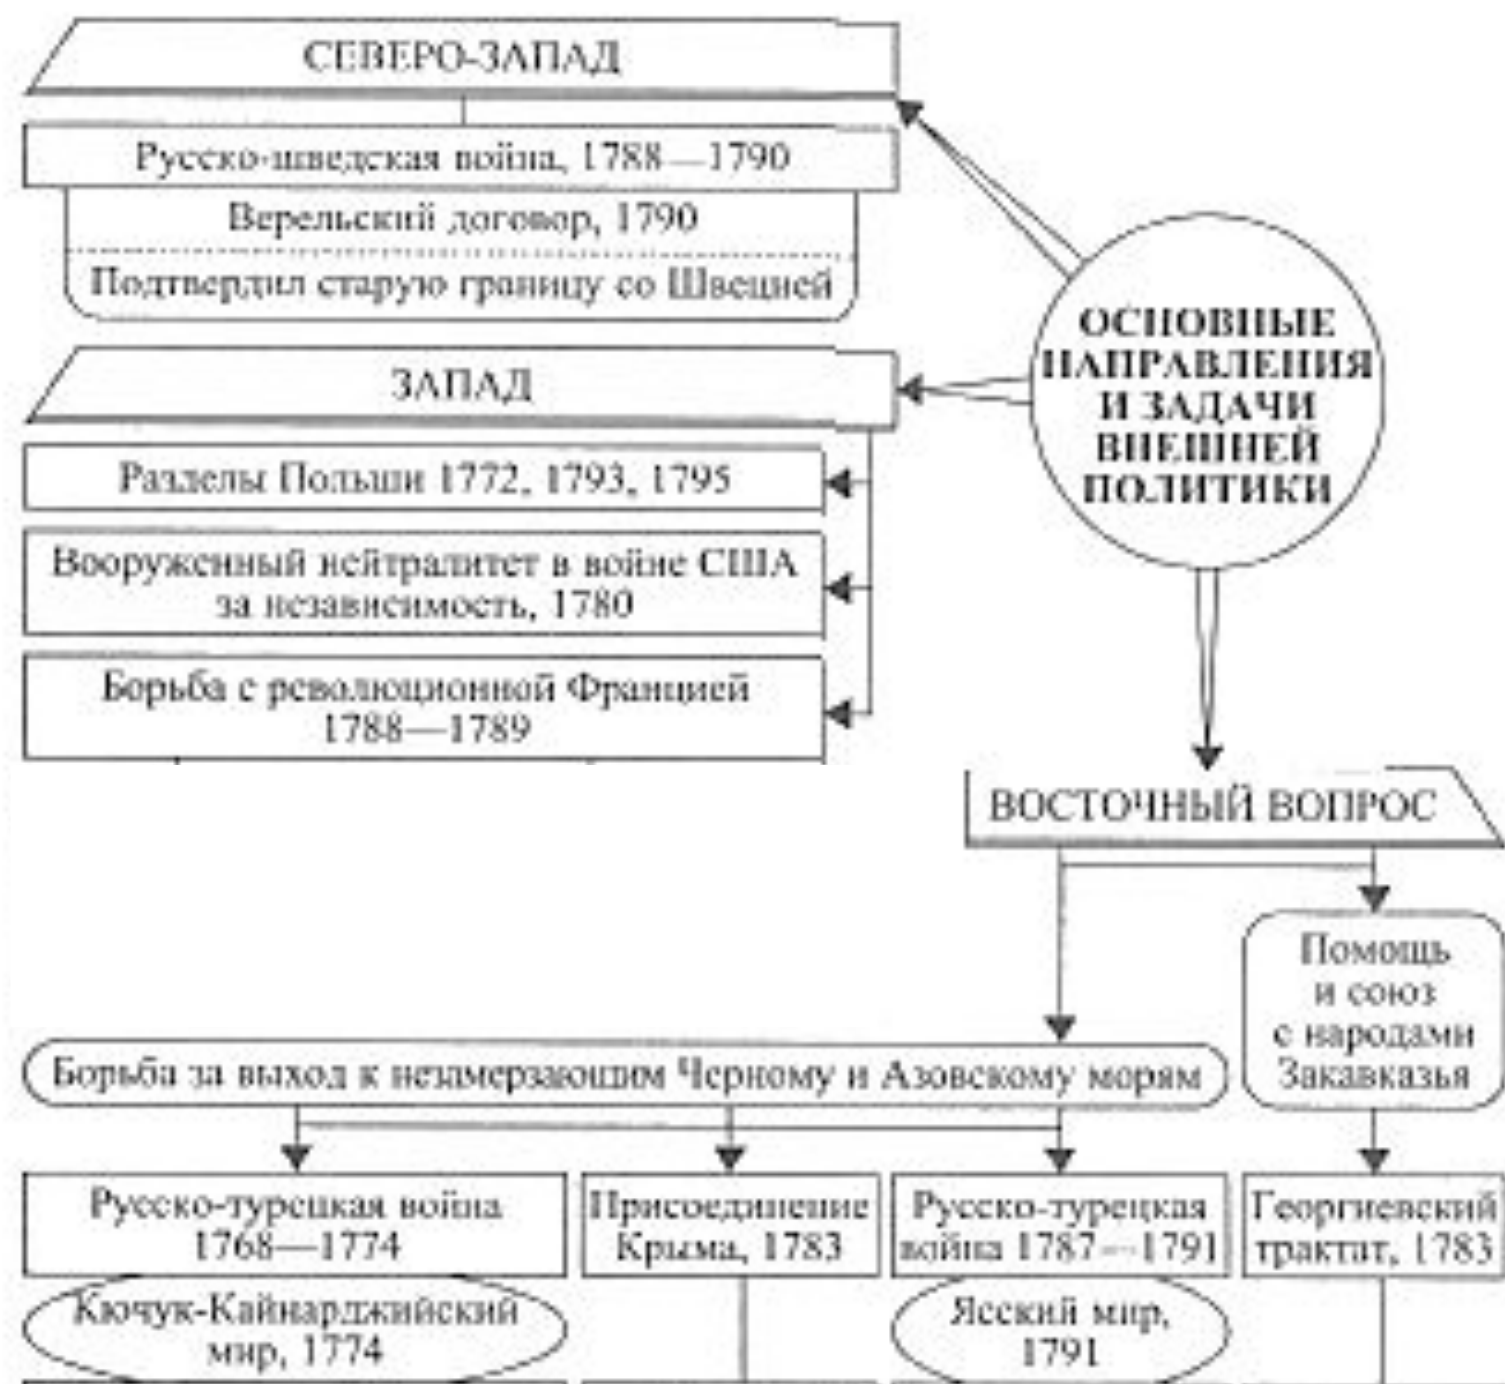 СЕВЕРО-ЗАПАД
Русско-шведская война, 1788—1790
Верельский договор, 1790
Подтвердил старую границу со Швецией
ЗАПАД
Разделы Польши 1772, 1793, 1795
Вооруженный нейтралитет в войне США
за независимость, 1780
Борьба с революционной Францией
1788—1789
ОСНОВНЫЕ
НАПРАВЛЕНИЯ
И ЗАДАЧИ
ВНЕШНЕЙ
ПОЛИТИКИ
ВОСТОЧНЫЙ ВОПРОС
Помощь
и союз
с народами
Закавказья
Борьба за выход к незамерзающим Черному и Азовскому морям
Русско-турецкая война
1768—1774
Присоединение
Крыма, 1783
Русско-турецкая
война 1787—1791
Георгиевский
трактат, 1783
Кючук-Кайнарджийский
мир, 1774
Ясский мир,
1791